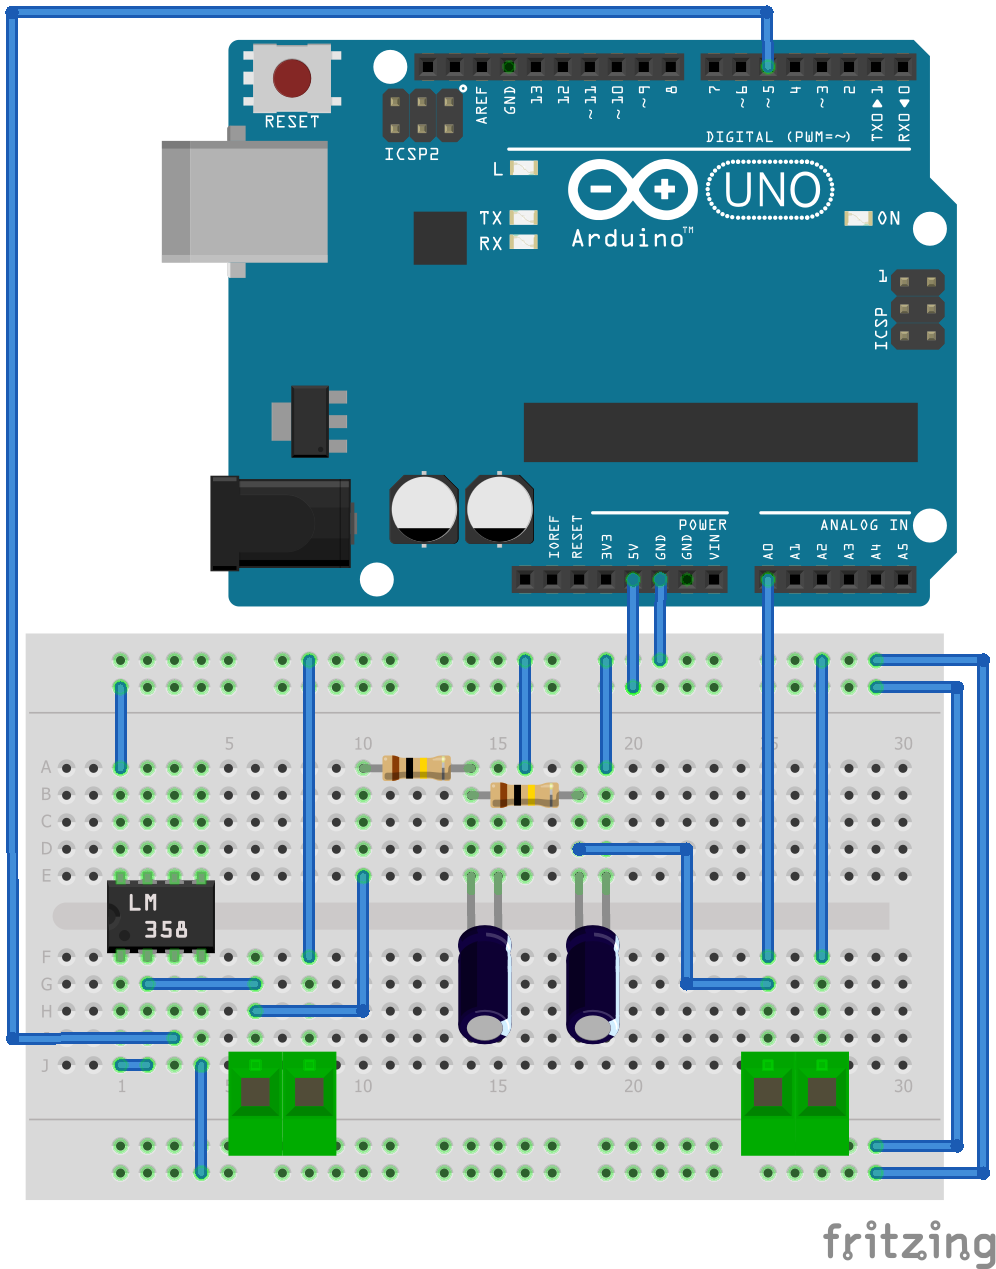 RESET
ICSP2
AREF
GND
13
12
~11
~10
~9
8
7
~6
~5
4
~3
2
TX0▶1
RX0◀0
DIGITAL (PWM=~)
L
TX
RX
Arduino™
UNO
ON
1
ICSP
POWER
ANALOG IN
IOREF
RESET
3V3
5V
GND
GND
VIN
A0
A1
A2
A3
A4
A5
5 10 15 20 25 30
A
B
C
D
E
LM
358
F
G
H
J
1 5 10 15 20 30
fritzing